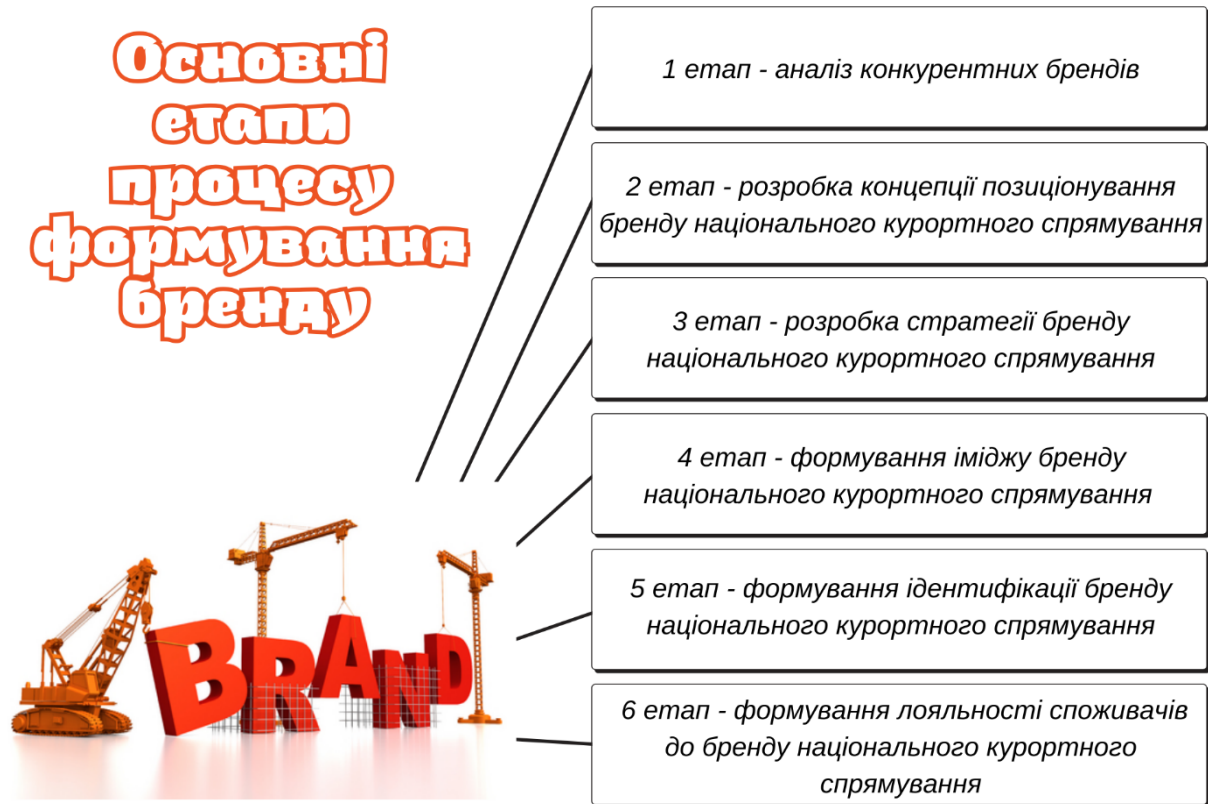 Основні
етапи
процесу
формування
бренду
1 етап - аналіз конкурентних брендів
2 етап - розробка концепції позиціонування
бренду національного курортного спрямування
3 етап - розробка стратегії бренду
національного курортного спрямування
4 етап - формування іміджу бренду
національного курортного спрямування
5 етап - формування ідентифікації бренду
національного курортного спрямування
6 етап - формування лояльності споживачів
до бренду національного курортного
спрямування
BRAND